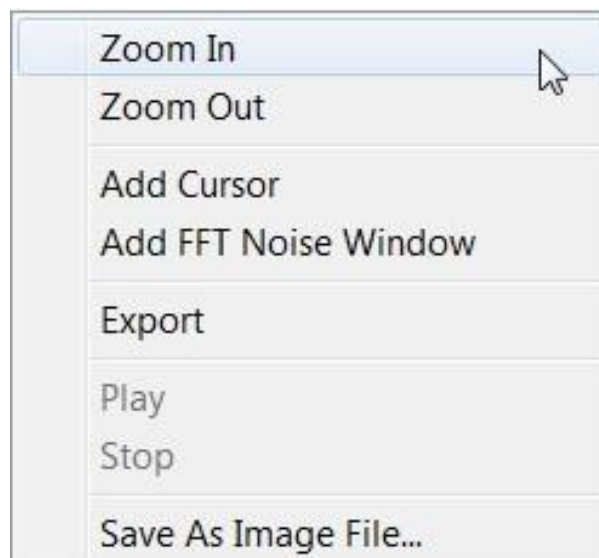 Zoom In
Zoom Out
Add Cursor
Add FFT Noise Window
Export
Play
Stop
Save As Image File...